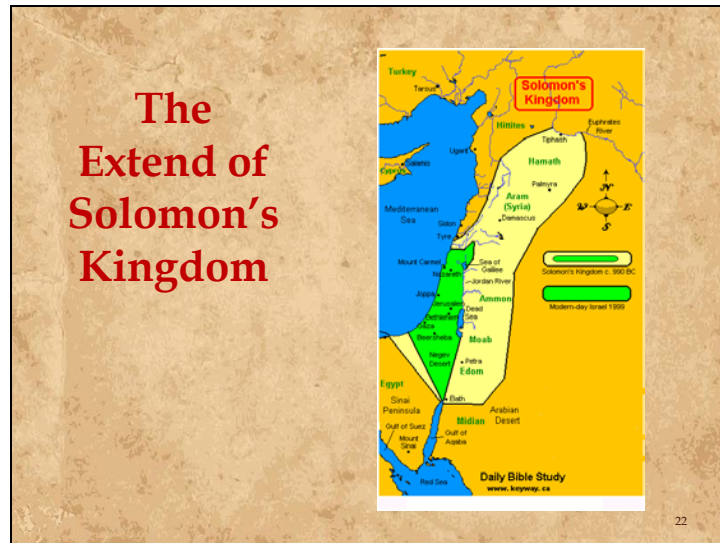 The
Extend of
Solomon's
Kingdom
Turkey
Tarsus
Solomon's
Kingdom
Hittites
Euphrates
River
Tiphsah
Ugarit
Salamis
Cyprus
Hamath
Palmyra
Aram
(Syria)
N
W
E
S
Mediterranean
Sea
Damascus
Sidon
Tyre
Mount Carmel
Sea of
Galilee
Nazareth
Solomon's Kingdom c. 990 BC
Jordan River
Joppa
Ammon
Jerusalem
Bethlehem
Dead
Sea
Modern-day Israel 1999
Gaza
Beersheba
Moab
Negev
Desert
Petra
Edom
Egypt
Elath
Sinai
Peninsula
Arabian
Desert
Midian
Gulf of Suez
Gulf of
Aqaba
Mount
Sinai
Red Sea
Daily Bible Study
www.keyway.ca
22